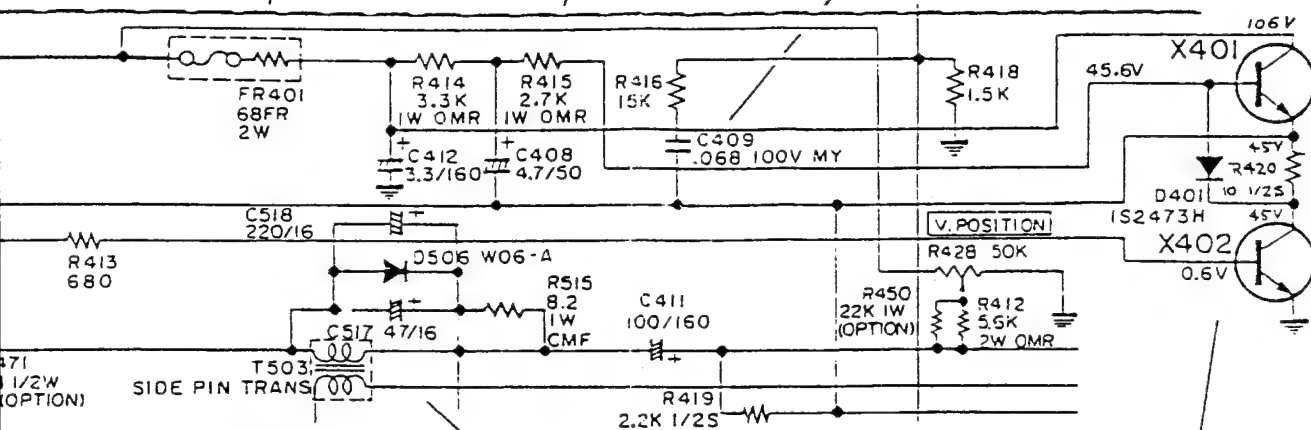 106V
X401
45.6V
FR401
68FR
2W
R414
3.3K
1W OMR
R415
2.7K
1W OMR
R416
15K
R418
1.5K
+
C412
3.3/160
+
C408
4.7/50
C409
.068 100V MY
45V
R420
10 1/2S
D401
1S2473H
45V
X402
0.6V
C518
220/16
+
R413
680
D506 W06-A
V. POSITION
R428 50K
R515
8.2
1W
CMF
C411
100/160
+
R450
22K 1W
(OPTION)
R412
5.6K
2W OMR
+
C517 47/16
471
1/2W
(OPTION)
T503
SIDE PIN TRANS
R419
2.2K 1/2S